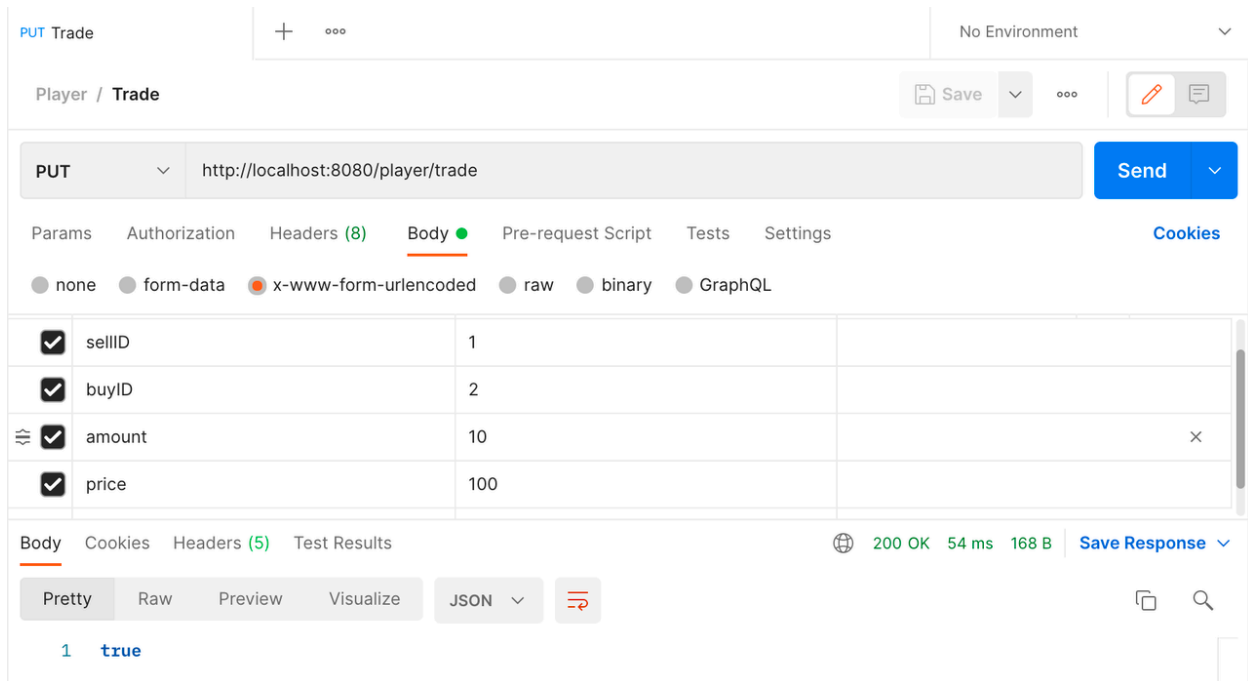 PUT Trade
No Environment
Player / Trade
Save
PUT http://localhost:8080/player/trade Send
Params Authorization Headers (8) Body Pre-request Script Tests Settings Cookies
none form-data x-www-form-urlencoded raw binary GraphQL
sellID 1
buyID 2
amount 10
price 100
Body Cookies Headers (5) Test Results 200 OK 54 ms 168 B Save Response
Pretty Raw Preview Visualize JSON
1 true